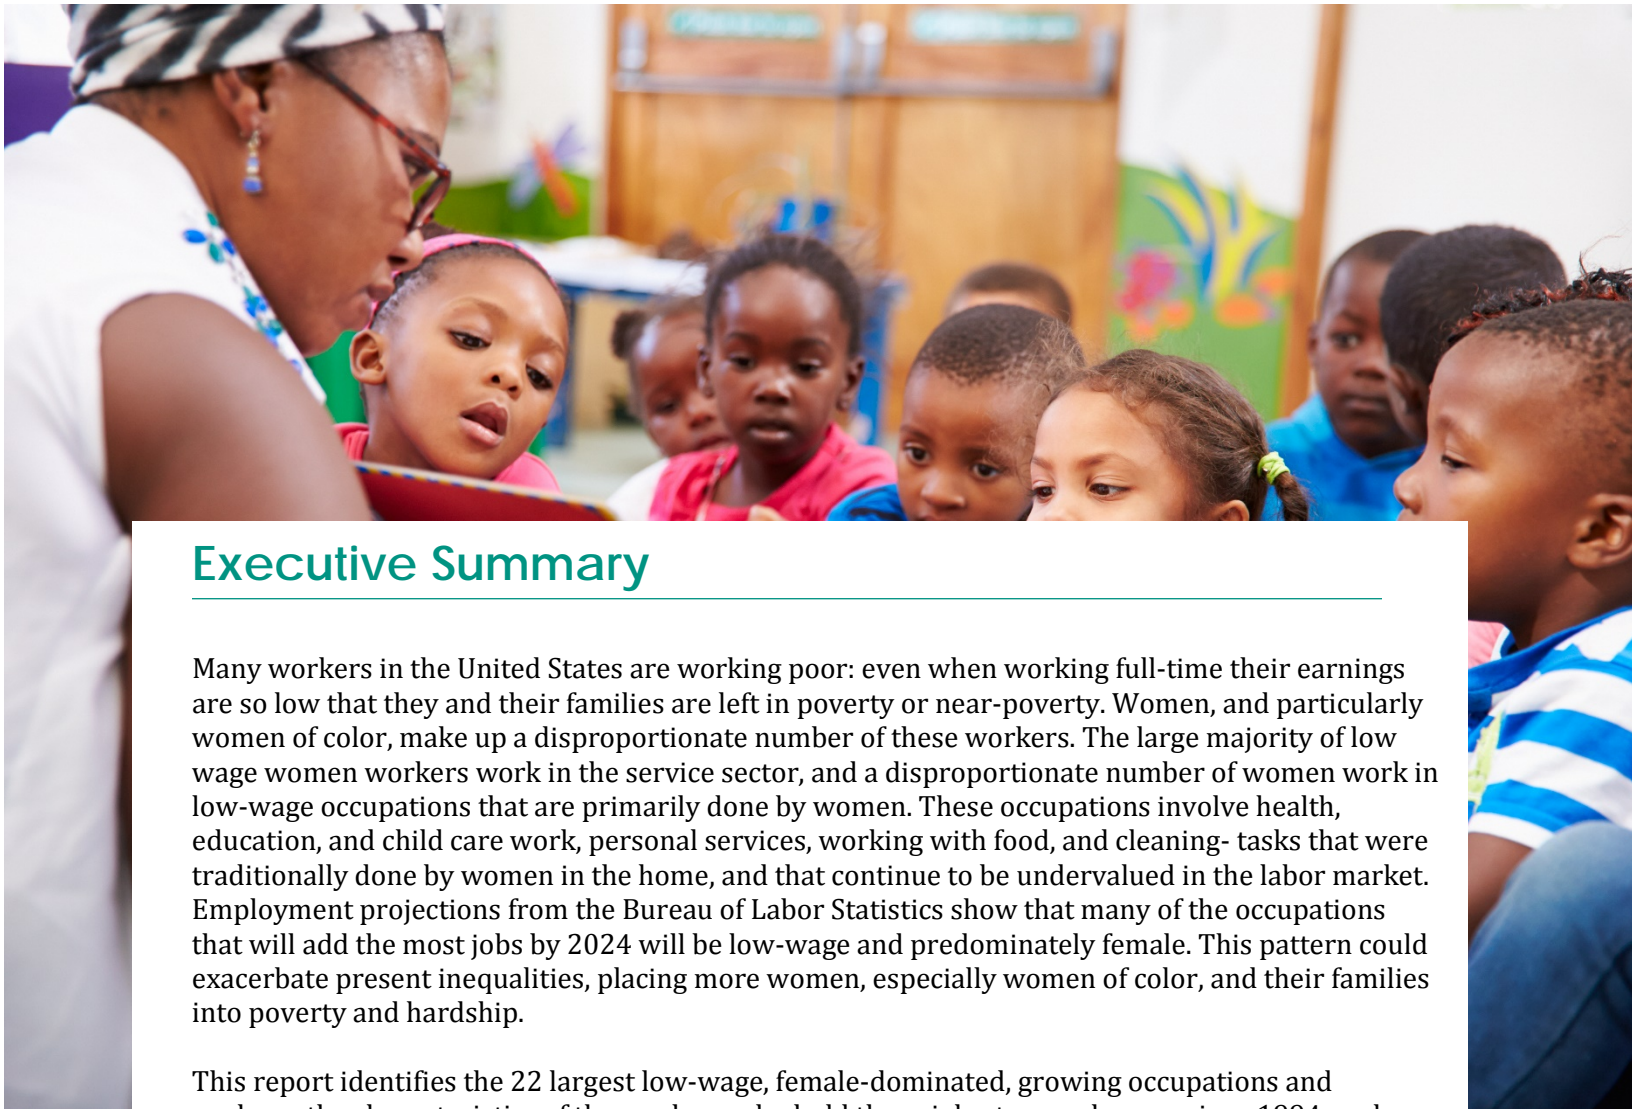 Executive Summary
Many workers in the United States are working poor: even when working full-time their earnings
are so low that they and their families are left in poverty or near-poverty. Women, and particularly
women of color, make up a disproportionate number of these workers. The large majority of low
wage women workers work in the service sector, and a disproportionate number of women work in
low-wage occupations that are primarily done by women. These occupations involve health,
education, and child care work, personal services, working with food, and cleaning- tasks that were
traditionally done by women in the home, and that continue to be undervalued in the labor market.
Employment projections from the Bureau of Labor Statistics show that many of the occupations
that will add the most jobs by 2024 will be low-wage and predominately female. This pattern could
exacerbate present inequalities, placing more women, especially women of color, and their families
into poverty and hardship.
This report identifies the 22 largest low-wage, female-dominated, growing occupations and